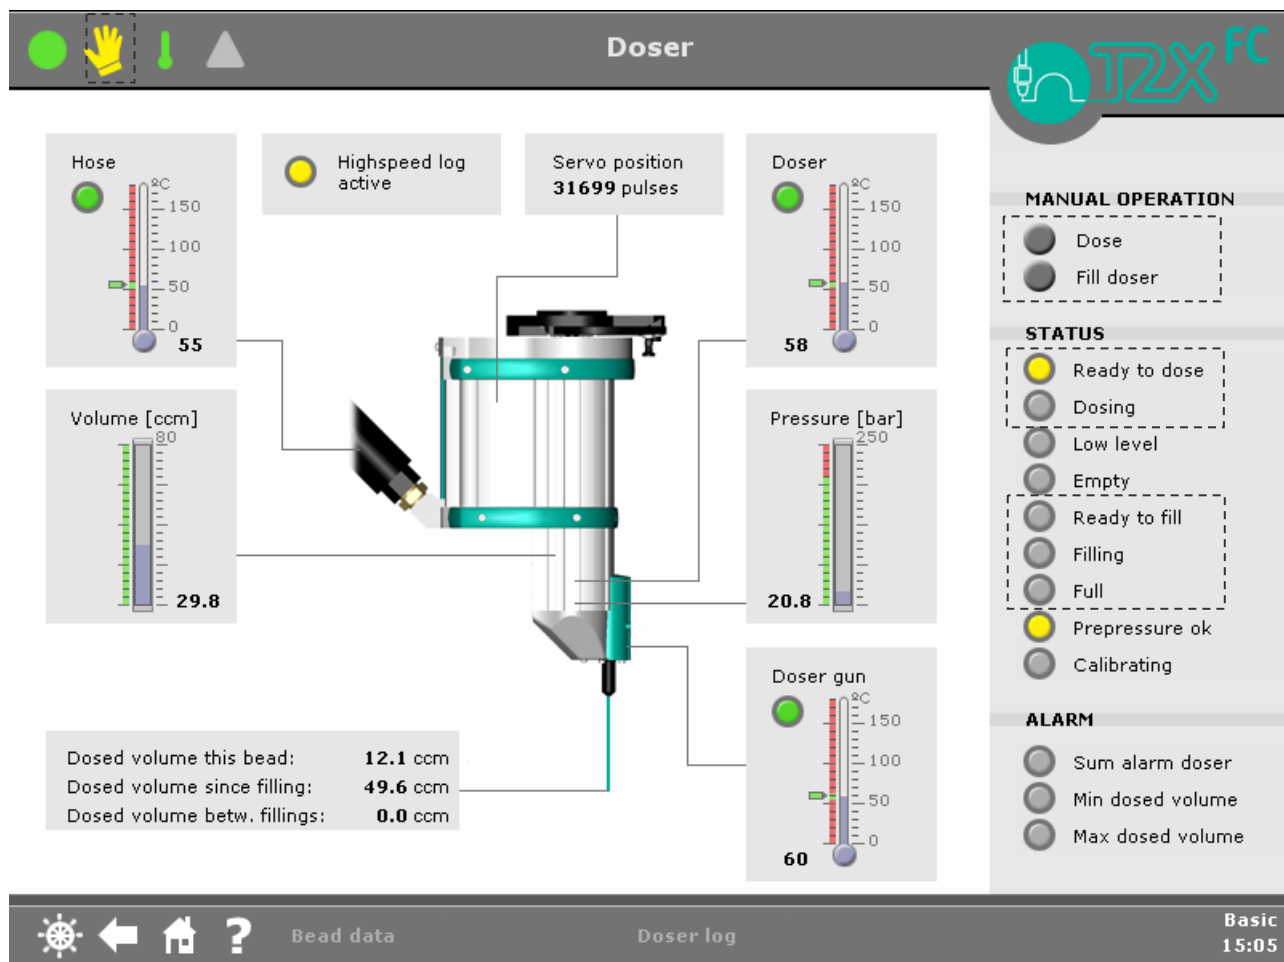 Doser
T2X FC
Hose
ºC
150
100
50
0
55
Highspeed log
active
Servo position
31699 pulses
Doser
ºC
150
100
50
0
58
Volume [ccm]
80
29.8
Pressure [bar]
250
20.8
Doser gun
ºC
150
100
50
0
60
Dosed volume this bead: 12.1 ccm
Dosed volume since filling: 49.6 ccm
Dosed volume betw. fillings: 0.0 ccm
MANUAL OPERATION
Dose
Fill doser
STATUS
Ready to dose
Dosing
Low level
Empty
Ready to fill
Filling
Full
Prepressure ok
Calibrating
ALARM
Sum alarm doser
Min dosed volume
Max dosed volume
?
Bead data
Doser log
Basic
15:05